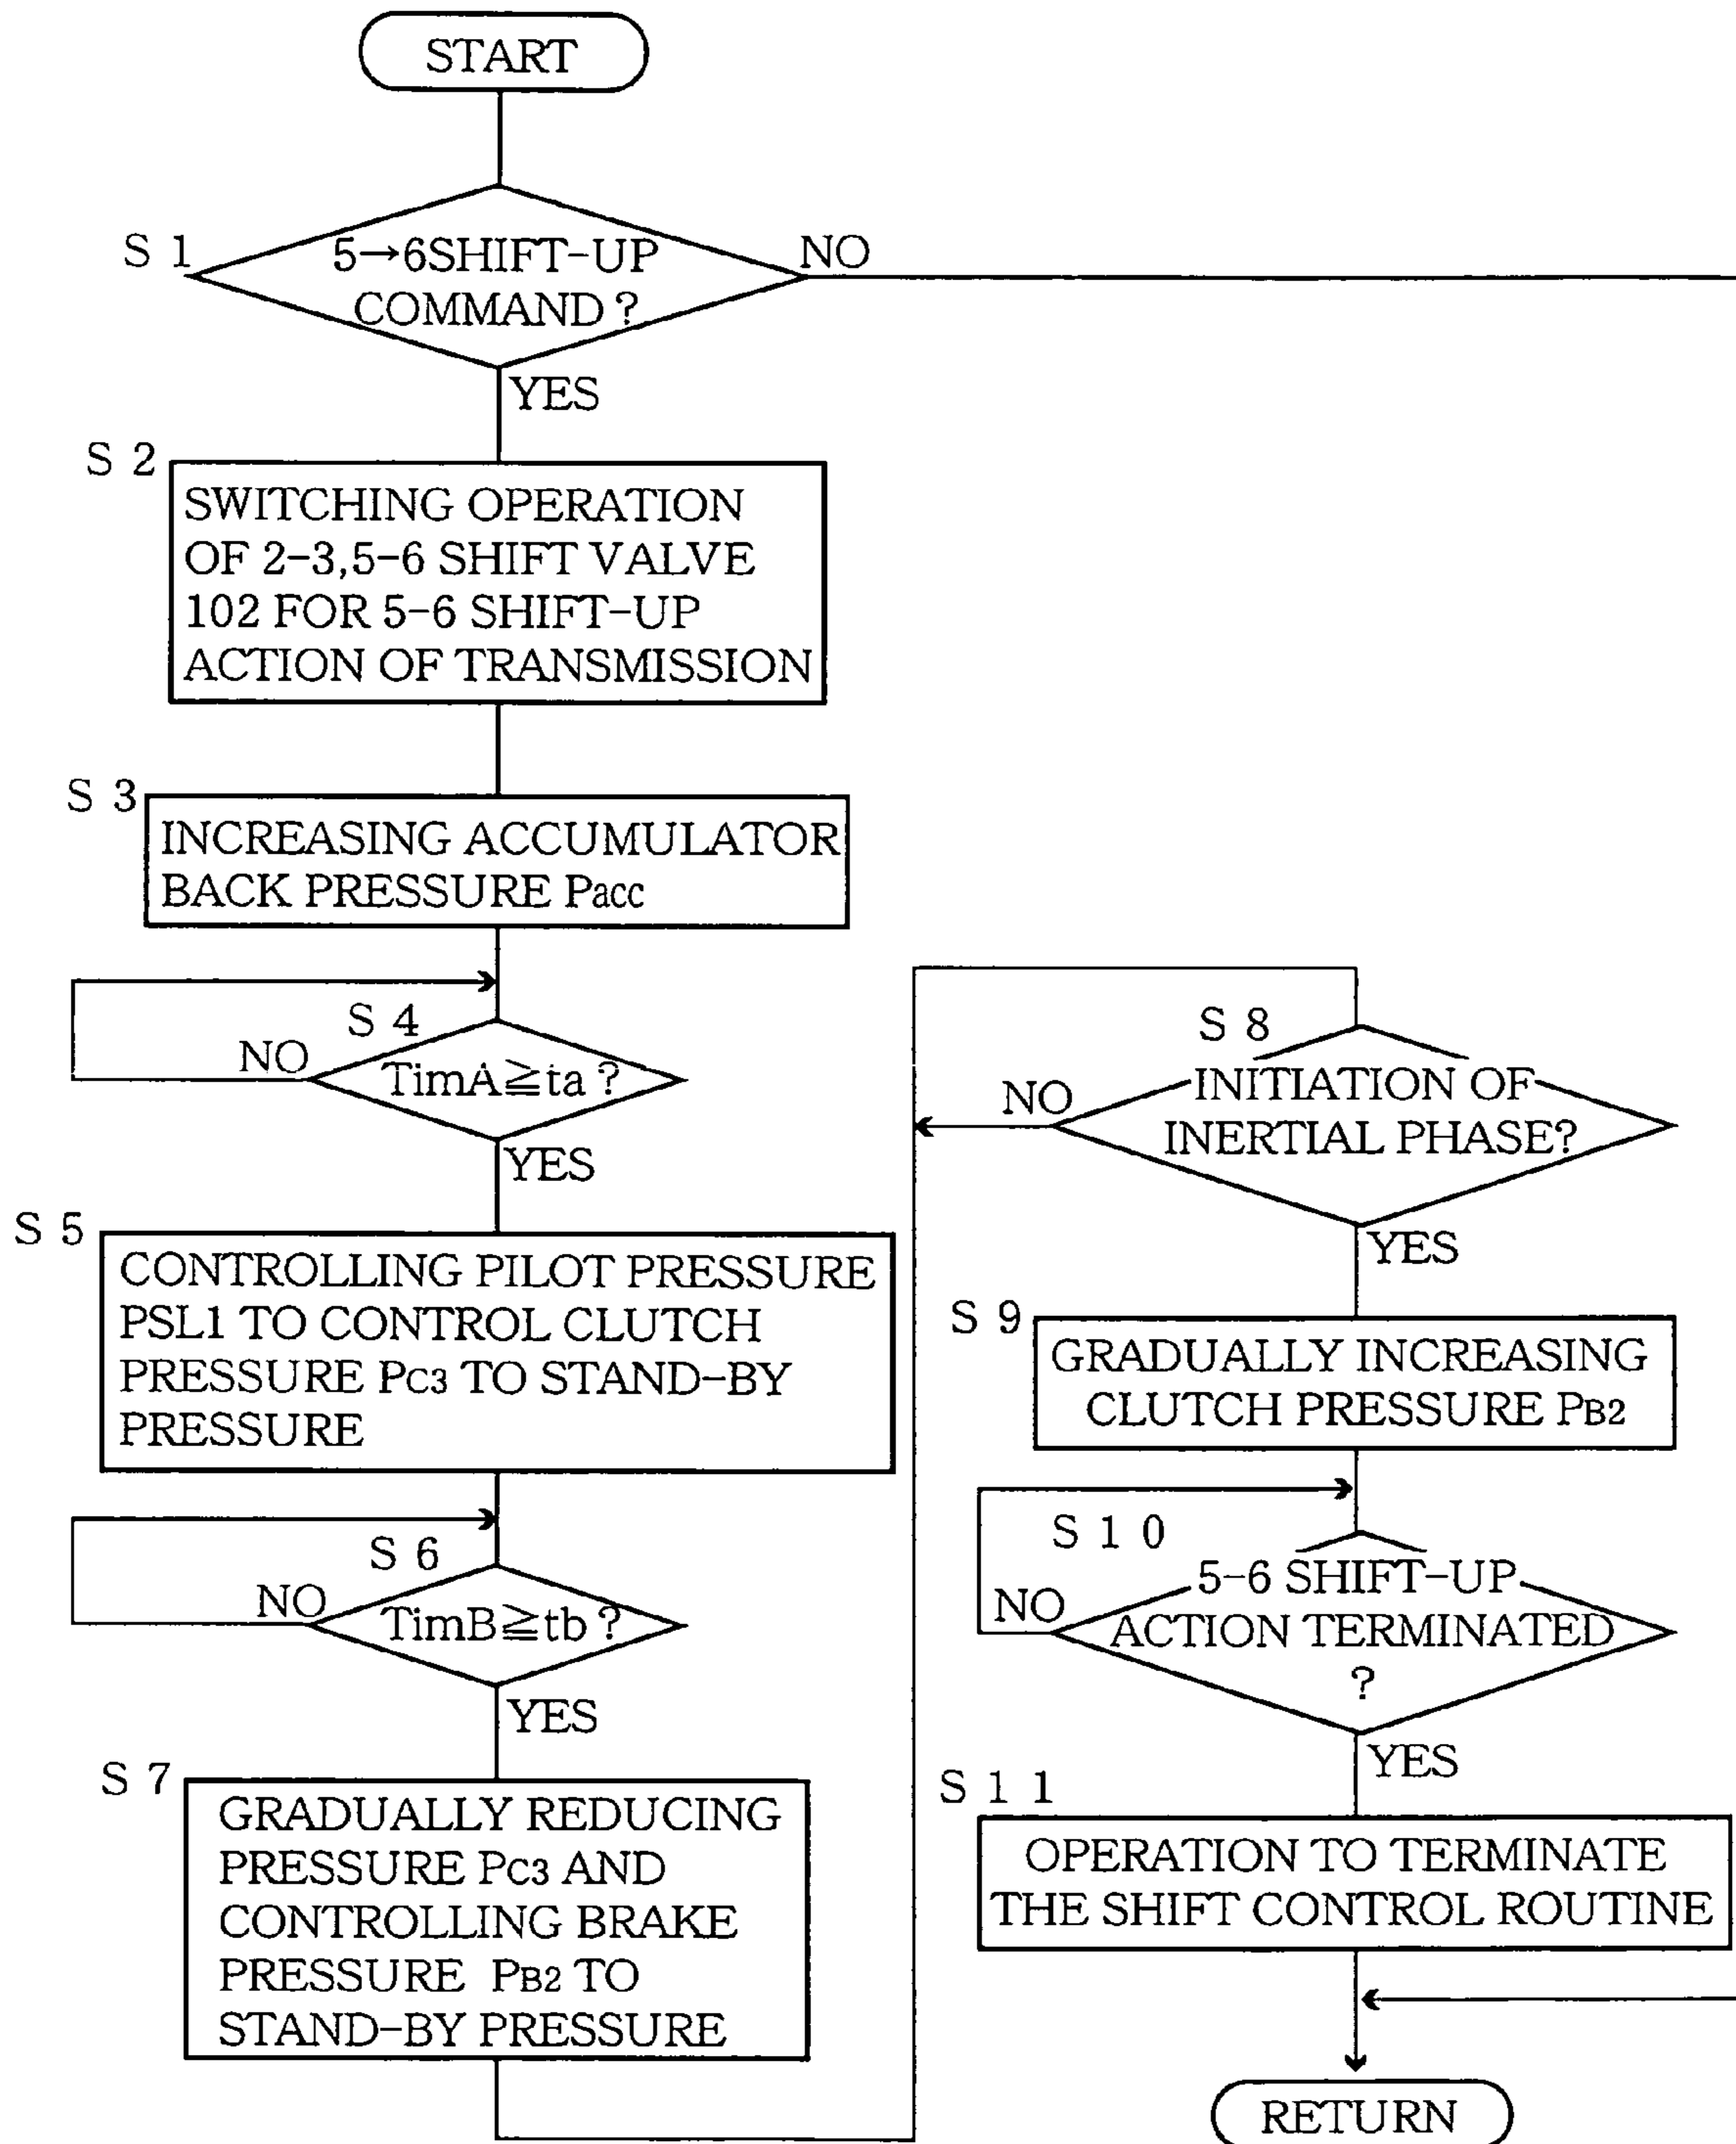 START
S 1
5→6SHIFT-UP
COMMAND ?
NO
YES
S 2
SWITCHING OPERATION
OF 2-3,5-6 SHIFT VALVE
102 FOR 5-6 SHIFT-UP
ACTION OF TRANSMISSION
S 3
INCREASING ACCUMULATOR
BACK PRESSURE Pacc
S 4
NO
TimA≧ta ?
YES
S 5
CONTROLLING PILOT PRESSURE
PSL1 TO CONTROL CLUTCH
PRESSURE PC3 TO STAND-BY
PRESSURE
S 6
NO
TimB≧tb ?
YES
S 7
GRADUALLY REDUCING
PRESSURE PC3 AND
CONTROLLING BRAKE
PRESSURE PB2 TO
STAND-BY PRESSURE
S 8
NO
INITIATION OF
INERTIAL PHASE?
YES
S 9
GRADUALLY INCREASING
CLUTCH PRESSURE PB2
S 1 0
NO
5-6 SHIFT-UP
ACTION TERMINATED
?
YES
S 1 1
OPERATION TO TERMINATE
THE SHIFT CONTROL ROUTINE
RETURN